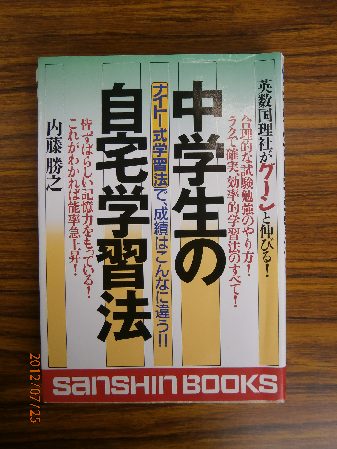 英数国理社がグーンと伸びる!
合理的な試験勉強のやり方!
ラクで確実、効率的学習法のすべて!
中学生の
ナイトー式学習法で、成績はこんなに違う!!
自宅学習法
皆すばらしい記憶力をもっている!
これがわかれば能率急上昇!
内藤勝之
SANSHIN BOOKS
2012/07/25